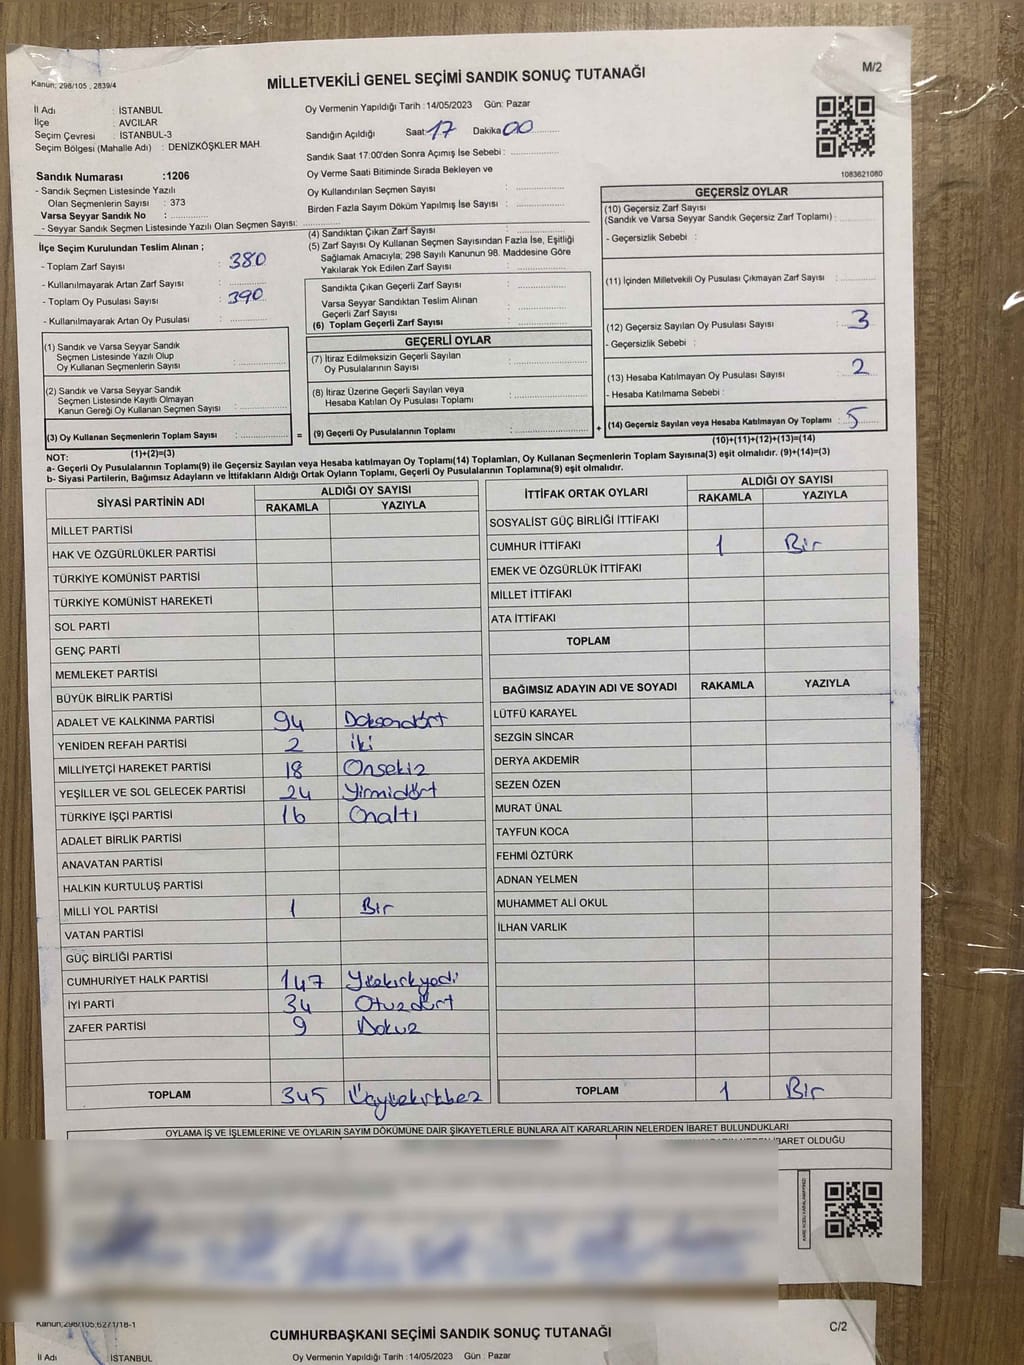 Kanun: 298/105 , 2839/4
MİLLETVEKİLİ GENEL SEÇİMİ SANDIK SONUÇ TUTANAĞI
M/2
İl Adı : İSTANBUL
İlçe : AVCILAR
Seçim Çevresi : İSTANBUL-3
Seçim Bölgesi (Mahalle Adı) : DENİZKÖŞKLER MAH.
Oy Vermenin Yapıldığı Tarih : 14/05/2023 Gün: Pazar
Sandığın Açıldığı Saat 17 Dakika 00
Sandık Saat 17:00'den Sonra Açımış İse Sebebi :
Oy Verme Saati Bitiminde Sırada Bekleyen ve
Oy Kullandırılan Seçmen Sayısı :
Birden Fazla Sayım Döküm Yapılmış İse Sayısı :
1083621080
Sandık Numarası :1206
- Sandık Seçmen Listesinde Yazılı
Olan Seçmenlerin Sayısı : 373
Varsa Seyyar Sandık No :
- Seyyar Sandık Seçmen Listesinde Yazılı Olan Seçmen Sayısı:
İlçe Seçim Kurulundan Teslim Alınan ;
- Toplam Zarf Sayısı : 380
- Kullanılmayarak Artan Zarf Sayısı :
- Toplam Oy Pusulası Sayısı : 390
- Kullanılmayarak Artan Oy Pusulası :
(4) Sandıktan Çıkan Zarf Sayısı :
(5) Zarf Sayısı Oy Kullanan Seçmen Sayısından Fazla İse, Eşitliği
Sağlamak Amacıyla; 298 Sayılı Kanunun 98. Maddesine Göre
Yakılarak Yok Edilen Zarf Sayısı :
Sandıkta Çıkan Geçerli Zarf Sayısı :
Varsa Seyyar Sandıktan Teslim Alınan
Geçerli Zarf Sayısı :
(6) Toplam Geçerli Zarf Sayısı :
GEÇERSİZ OYLAR
(10) Geçersiz Zarf Sayısı
(Sandık ve Varsa Seyyar Sandık Geçersiz Zarf Toplamı) :
- Geçersizlik Sebebi :
(11) İçinden Milletvekili Oy Pusulası Çıkmayan Zarf Sayısı :
(12) Geçersiz Sayılan Oy Pusulası Sayısı : 3
- Geçersizlik Sebebi :
(13) Hesaba Katılmayan Oy Pusulası Sayısı : 2
- Hesaba Katılmama Sebebi :
(14) Geçersiz Sayılan veya Hesaba Katılmayan Oy Toplamı : 5
(10)+(11)+(12)+(13)=(14)
(1) Sandık ve Varsa Seyyar Sandık
Seçmen Listesinde Yazılı Olup
Oy Kullanan Seçmenlerin Sayısı :
(2) Sandık ve Varsa Seyyar Sandık
Seçmen Listesinde Kayıtlı Olmayan
Kanun Gereği Oy Kullanan Seçmen Sayısı :
(3) Oy Kullanan Seçmenlerin Toplam Sayısı :
(1)+(2)=(3)
GEÇERLİ OYLAR
(7) İtiraz Edilmeksizin Geçerli Sayılan
Oy Pusulalarının Sayısı :
(8) İtiraz Üzerine Geçerli Sayılan veya
Hesaba Katılan Oy Pusulası Toplamı :
= (9) Geçerli Oy Pusulalarının Toplamı : +
NOT:
a- Geçerli Oy Pusulalarının Toplamı(9) ile Geçersiz Sayılan veya Hesaba katılmayan Oy Toplamı(14) Toplamları, Oy Kullanan Seçmenlerin Toplam Sayısına(3) eşit olmalıdır. (9)+(14)=(3)
b- Siyasi Partilerin, Bağımsız Adayların ve İttifakların Aldığı Ortak Oyların Toplamı, Geçerli Oy Pusulalarının Toplamına(9) eşit olmalıdır.
SİYASİ PARTİNİN ADI ALDIĞI OY SAYISI
RAKAMLA YAZIYLA
MİLLET PARTİSİ
HAK VE ÖZGÜRLÜKLER PARTİSİ
TÜRKİYE KOMÜNİST PARTİSİ
TÜRKİYE KOMÜNİST HAREKETİ
SOL PARTİ
GENÇ PARTİ
MEMLEKET PARTİSİ
BÜYÜK BİRLİK PARTİSİ
ADALET VE KALKINMA PARTİSİ 94 Doksandört
YENİDEN REFAH PARTİSİ 2 iki
MİLLİYETÇİ HAREKET PARTİSİ 18 Onsekiz
YEŞİLLER VE SOL GELECEK PARTİSİ 24 Yirmidört
TÜRKİYE İŞÇİ PARTİSİ 16 Onaltı
ADALET BİRLİK PARTİSİ
ANAVATAN PARTİSİ
HALKIN KURTULUŞ PARTİSİ
MİLLİ YOL PARTİSİ 1 Bir
VATAN PARTİSİ
GÜÇ BİRLİĞİ PARTİSİ
CUMHURİYET HALK PARTİSİ 147 Yüzkırkyedi
İYİ PARTİ 34 Otuzdört
ZAFER PARTİSİ 9 Dokuz
TOPLAM 345 Üçyüzkırkbeş
İTTİFAK ORTAK OYLARI ALDIĞI OY SAYISI
RAKAMLA YAZIYLA
SOSYALİST GÜÇ BİRLİĞİ İTTİFAKI
CUMHUR İTTİFAKI 1 Bir
EMEK VE ÖZGÜRLÜK İTTİFAKI
MİLLET İTTİFAKI
ATA İTTİFAKI
TOPLAM
BAĞIMSIZ ADAYIN ADI VE SOYADI RAKAMLA YAZIYLA
LÜTFÜ KARAYEL
SEZGİN SİNCAR
DERYA AKDEMİR
SEZEN ÖZEN
MURAT ÜNAL
TAYFUN KOCA
FEHMİ ÖZTÜRK
ADNAN YELMEN
MUHAMMET ALİ OKUL
İLHAN VARLIK
TOPLAM 1 Bir
OYLAMA İŞ VE İŞLEMLERİNE VE OYLARIN SAYIM DÖKÜMÜNE DAİR ŞİKAYETLERLE BUNLARA AİT KARARLARIN NELERDEN İBARET BULUNDUKLARI
İBARET OLDUĞU
Kanun:298/105,6271/18-1
CUMHURBAŞKANI SEÇİMİ SANDIK SONUÇ TUTANAĞI
C/2
İl Adı : İSTANBUL
Oy Vermenin Yapıldığı Tarih :14/05/2023 Gün : Pazar